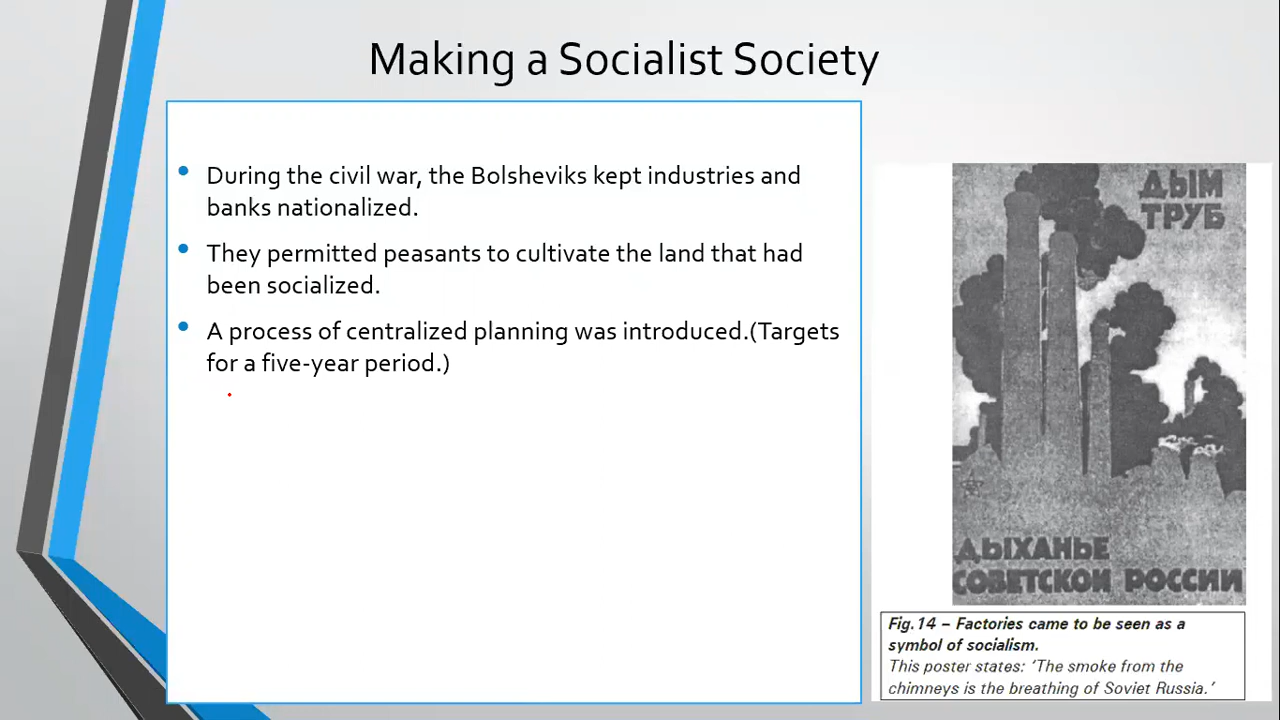 Making a Socialist Society
During the civil war, the Bolsheviks kept industries and
banks nationalized.
They permitted peasants to cultivate the land that had
been socialized.
A process of centralized planning was introduced.(Targets
for a five-year period.)
ДЫМ
ТРУБ
ДЫХАНЬЕ
СОВЕТСКОЙ РОССИИ
Fig.14 – Factories came to be seen as a
symbol of socialism.
This poster states: ‘The smoke from the
chimneys is the breathing of Soviet Russia.’